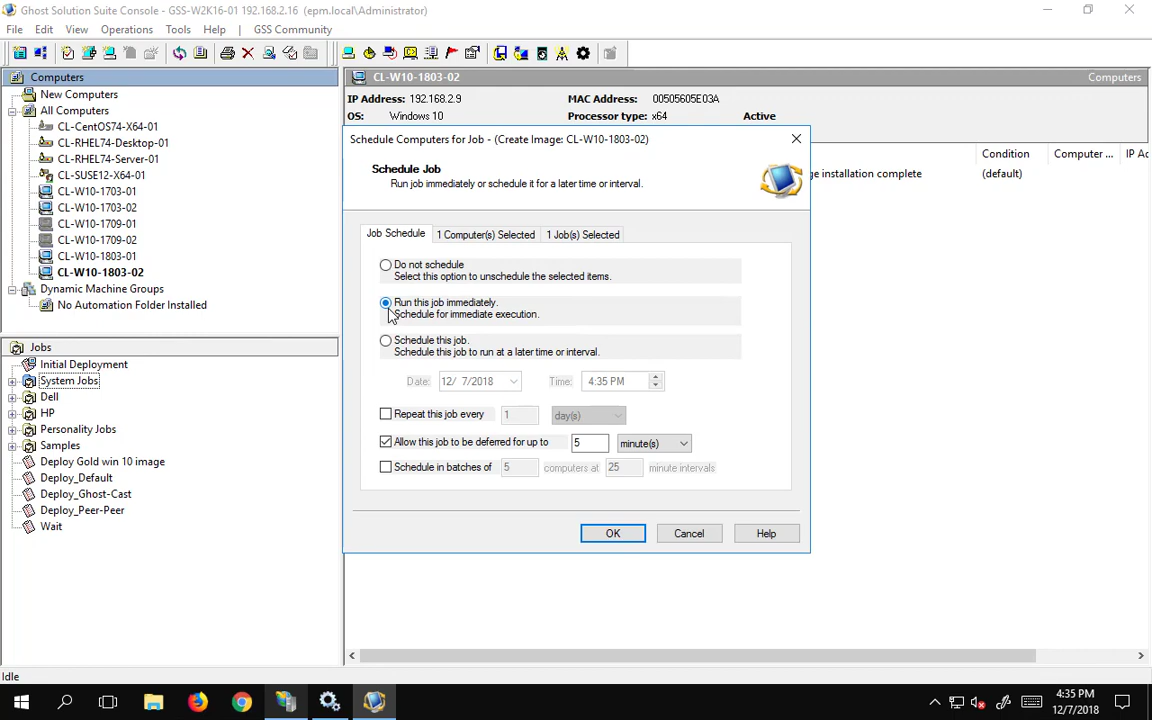 Ghost Solution Suite Console - GSS-W2K16-01 192.168.2.16 (epm.local\Administrator)
File Edit View Operations Tools Help GSS Community
Computers
New Computers
All Computers
CL-CentOS74-X64-01
CL-RHEL74-Desktop-01
CL-RHEL74-Server-01
CL-SUSE12-X64-01
CL-W10-1703-01
CL-W10-1703-02
CL-W10-1709-01
CL-W10-1709-02
CL-W10-1803-01
CL-W10-1803-02
Dynamic Machine Groups
No Automation Folder Installed
Jobs
Initial Deployment
System Jobs
Dell
HP
Personality Jobs
Samples
Deploy Gold win 10 image
Deploy_Default
Deploy_Ghost-Cast
Deploy_Peer-Peer
Wait
Idle
CL-W10-1803-02 Computers
IP Address: 192.168.2.9 MAC Address: 00505605E03A
OS: Windows 10 Processor type: x64 Active
Condition Computer ... IP Ac
ge installation complete (default)
Schedule Computers for Job - (Create Image: CL-W10-1803-02)
Schedule Job
Run job immediately or schedule it for a later time or interval.
Job Schedule 1 Computer(s) Selected 1 Job(s) Selected
Do not schedule
Select this option to unschedule the selected items.
Run this job immediately.
Schedule for immediate execution.
Schedule this job.
Schedule this job to run at a later time or interval.
Date: 12/ 7/2018 Time: 4:35 PM
Repeat this job every 1 day(s)
Allow this job to be deferred for up to 5 minute(s)
Schedule in batches of 5 computers at 25 minute intervals
OK Cancel Help
4:35 PM
12/7/2018